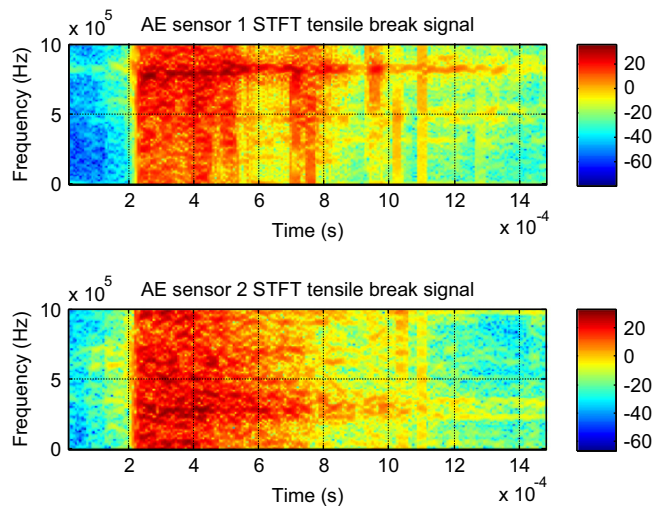 AE sensor 1 STFT tensile break signal
x 10^5
Frequency (Hz)
10
5
0
2 4 6 8 10 12 14
Time (s)
x 10^-4
20
0
-20
-40
-60
AE sensor 2 STFT tensile break signal
x 10^5
Frequency (Hz)
10
5
0
2 4 6 8 10 12 14
Time (s)
x 10^-4
20
0
-20
-40
-60